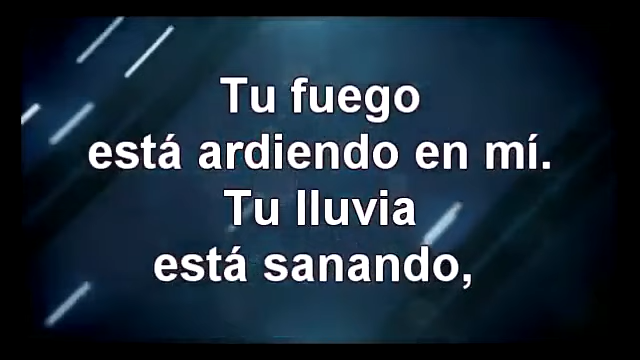 Tu fuego
está ardiendo en mí.
Tu lluvia
está sanando,